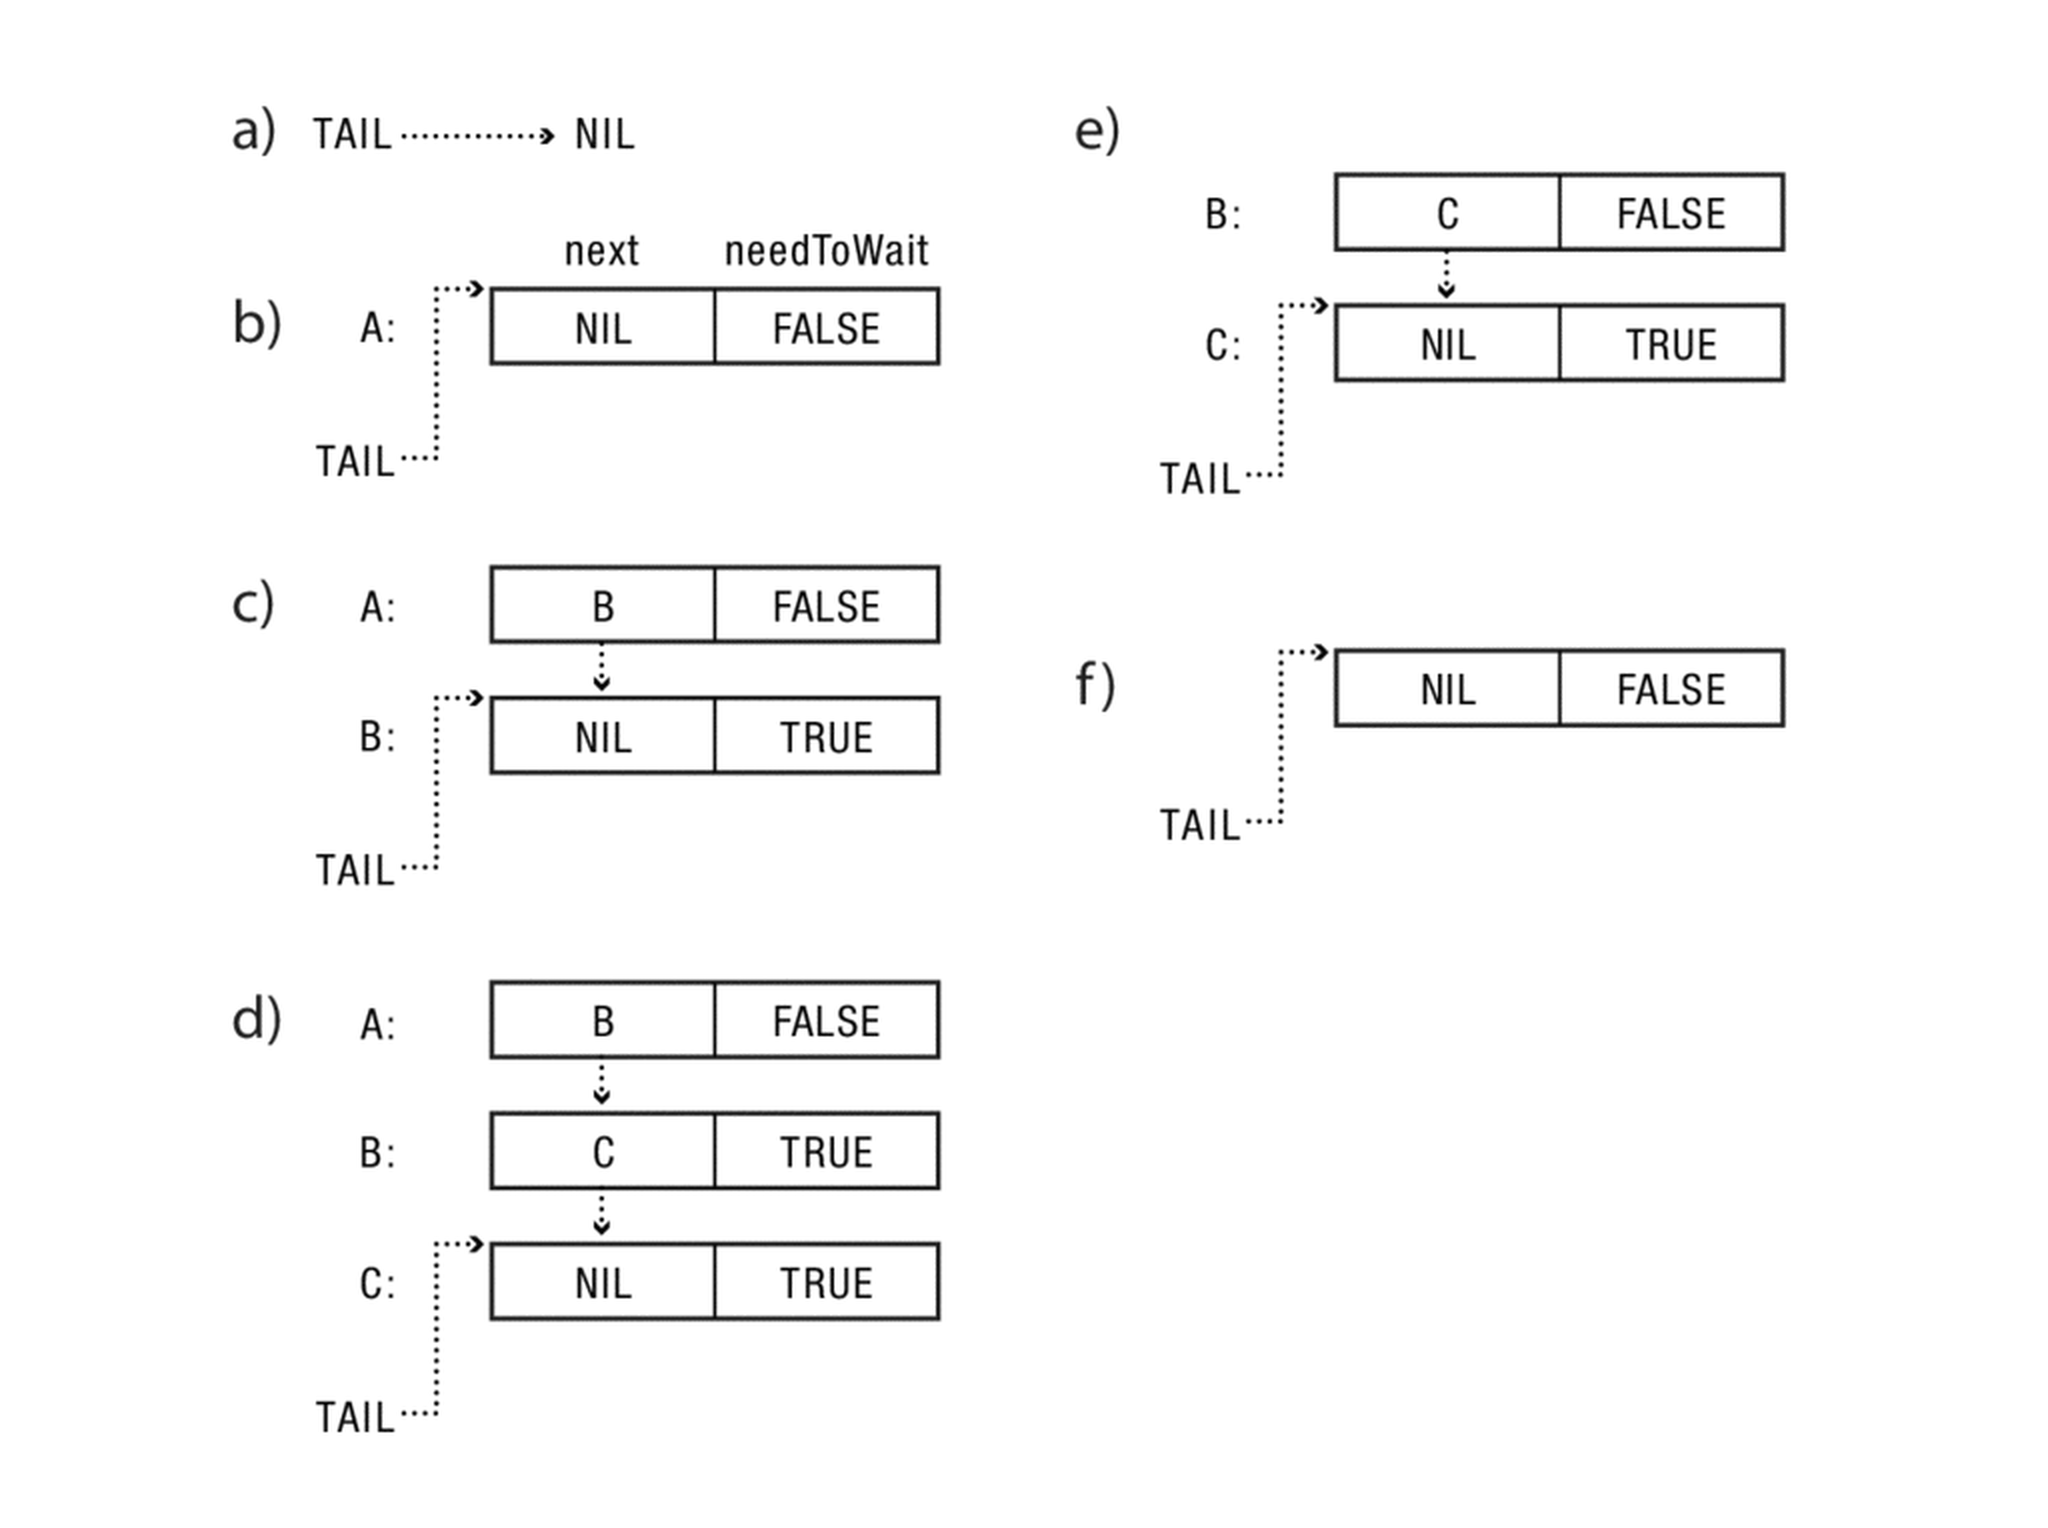 a) TAIL NIL
next needToWait
b) A: NIL FALSE
TAIL
c) A: B FALSE
B: NIL TRUE
TAIL
d) A: B FALSE
B: C TRUE
C: NIL TRUE
TAIL
e)
B: C FALSE
C: NIL TRUE
TAIL
f) NIL FALSE
TAIL